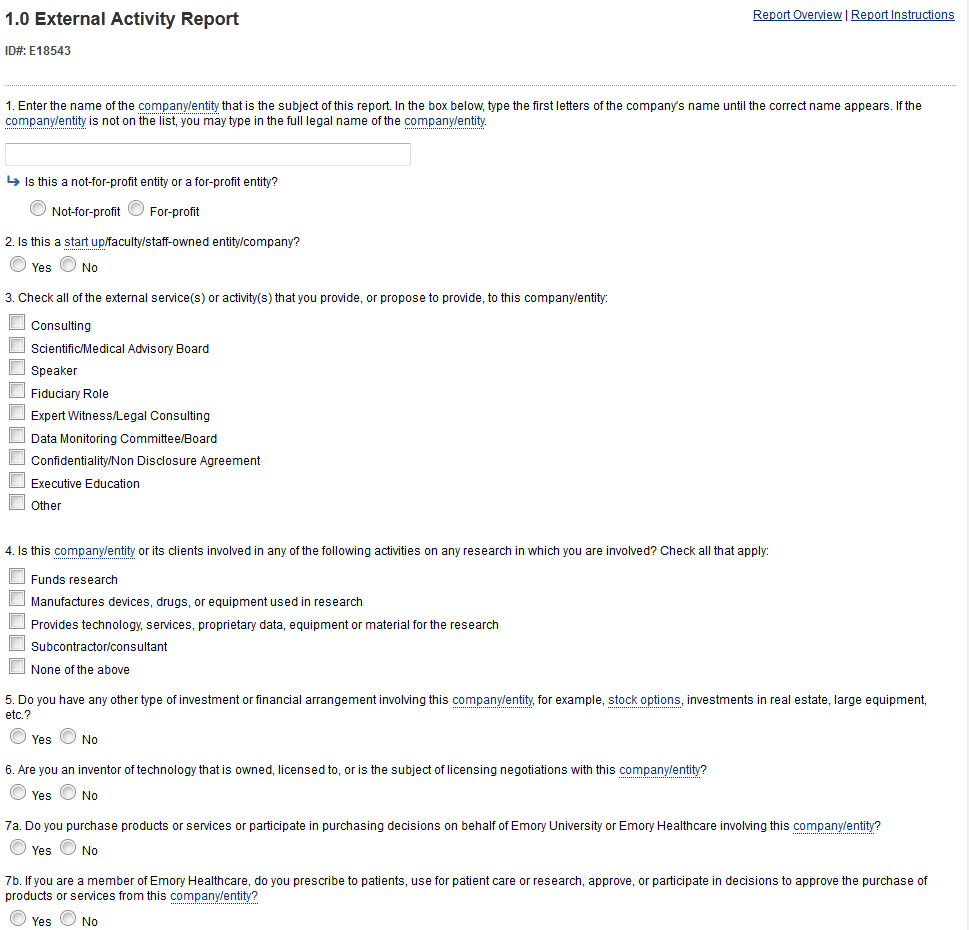 1.0 External Activity Report
Report Overview | Report Instructions
ID#: E18543
1. Enter the name of the company/entity that is the subject of this report. In the box below, type the first letters of the company's name until the correct name appears. If the
company/entity is not on the list, you may type in the full legal name of the company/entity.
Is this a not-for-profit entity or a for-profit entity?
Not-for-profit For-profit
2. Is this a start up/faculty/staff-owned entity/company?
Yes No
3. Check all of the external service(s) or activity(s) that you provide, or propose to provide, to this company/entity:
Consulting
Scientific/Medical Advisory Board
Speaker
Fiduciary Role
Expert Witness/Legal Consulting
Data Monitoring Committee/Board
Confidentiality/Non Disclosure Agreement
Executive Education
Other
4. Is this company/entity or its clients involved in any of the following activities on any research in which you are involved? Check all that apply:
Funds research
Manufactures devices, drugs, or equipment used in research
Provides technology, services, proprietary data, equipment or material for the research
Subcontractor/consultant
None of the above
5. Do you have any other type of investment or financial arrangement involving this company/entity, for example, stock options, investments in real estate, large equipment,
etc.?
Yes No
6. Are you an inventor of technology that is owned, licensed to, or is the subject of licensing negotiations with this company/entity?
Yes No
7a. Do you purchase products or services or participate in purchasing decisions on behalf of Emory University or Emory Healthcare involving this company/entity?
Yes No
7b. If you are a member of Emory Healthcare, do you prescribe to patients, use for patient care or research, approve, or participate in decisions to approve the purchase of
products or services from this company/entity?
Yes No